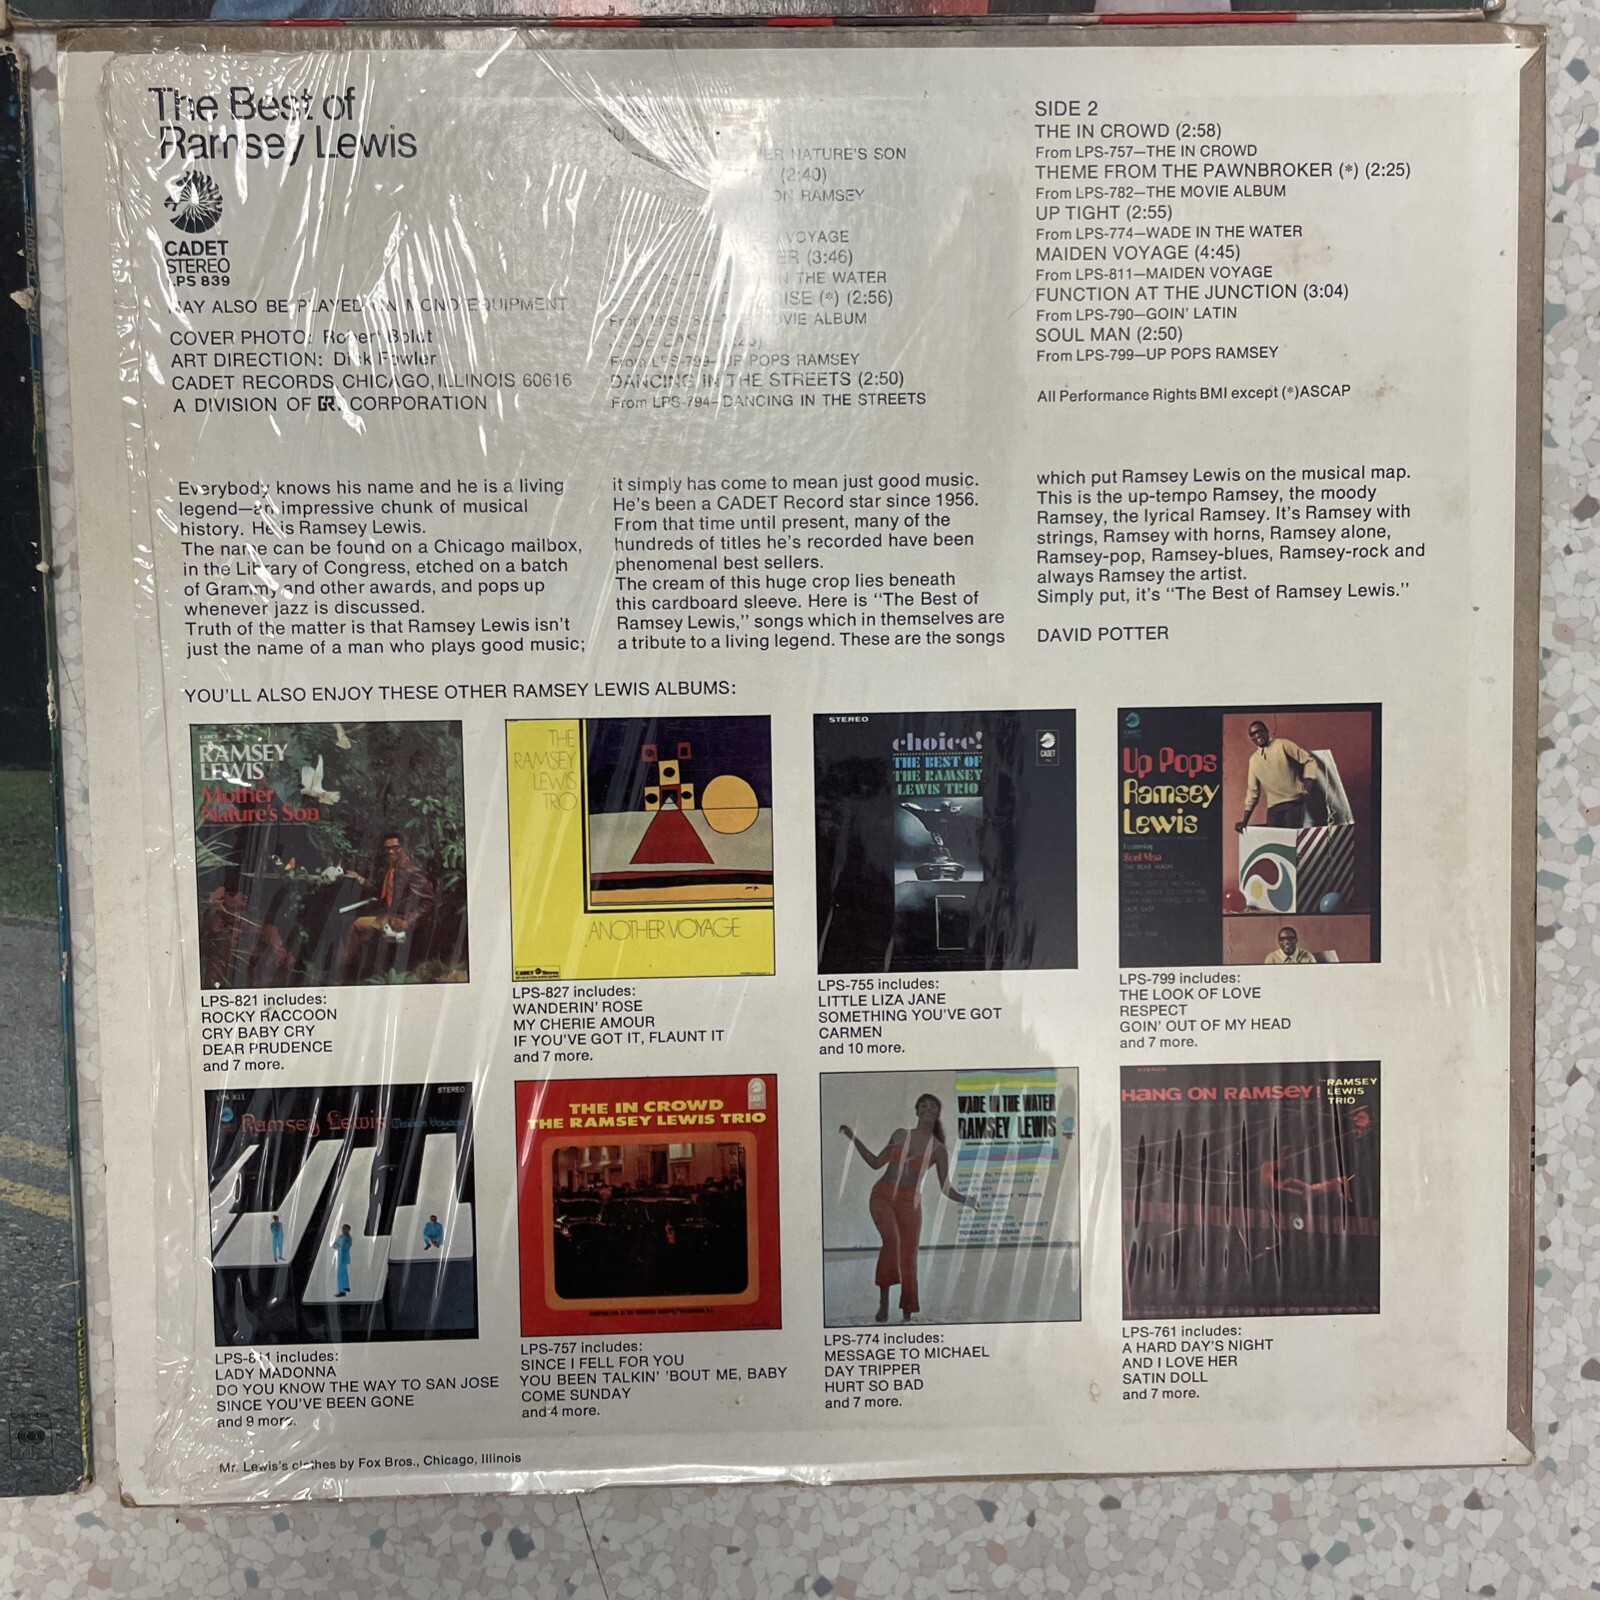 The Best of
Ramsey Lewis
CADET
STEREO
LPS 839
MAY ALSO BE PLAYED ON MONO EQUIPMENT
COVER PHOTO: Robert Boldt
ART DIRECTION: Dick Fowler
CADET RECORDS, CHICAGO, ILLINOIS 60616
A DIVISION OF GRT CORPORATION
NATURE'S SON
(2:40)
ON RAMSEY
VOYAGE
(3:46)
IN THE WATER
(*) (2:56)
MOVIE ALBUM
From LPS-799—UP POPS RAMSEY
DANCING IN THE STREETS (2:50)
From LPS-794—DANCING IN THE STREETS
SIDE 2
THE IN CROWD (2:58)
From LPS-757—THE IN CROWD
THEME FROM THE PAWNBROKER (*) (2:25)
From LPS-782—THE MOVIE ALBUM
UP TIGHT (2:55)
From LPS-774—WADE IN THE WATER
MAIDEN VOYAGE (4:45)
From LPS-811—MAIDEN VOYAGE
FUNCTION AT THE JUNCTION (3:04)
From LPS-790—GOIN' LATIN
SOUL MAN (2:50)
From LPS-799—UP POPS RAMSEY
All Performance Rights BMI except (*)ASCAP
Everybody knows his name and he is a living
legend—an impressive chunk of musical
history. He is Ramsey Lewis.
The name can be found on a Chicago mailbox,
in the Library of Congress, etched on a batch
of Grammy and other awards, and pops up
whenever jazz is discussed.
Truth of the matter is that Ramsey Lewis isn't
just the name of a man who plays good music;
it simply has come to mean just good music.
He's been a CADET Record star since 1956.
From that time until present, many of the
hundreds of titles he's recorded have been
phenomenal best sellers.
The cream of this huge crop lies beneath
this cardboard sleeve. Here is "The Best of
Ramsey Lewis," songs which in themselves are
a tribute to a living legend. These are the songs
which put Ramsey Lewis on the musical map.
This is the up-tempo Ramsey, the moody
Ramsey, the lyrical Ramsey. It's Ramsey with
strings, Ramsey with horns, Ramsey alone,
Ramsey-pop, Ramsey-blues, Ramsey-rock and
always Ramsey the artist.
Simply put, it's "The Best of Ramsey Lewis."
DAVID POTTER
YOU'LL ALSO ENJOY THESE OTHER RAMSEY LEWIS ALBUMS:
RAMSEY
LEWIS
Mother
Nature's Son
LPS-821 includes:
ROCKY RACCOON
CRY BABY CRY
DEAR PRUDENCE
and 7 more.
THE
RAMSEY
LEWIS
TRIO
ANOTHER VOYAGE
LPS-827 includes:
WANDERIN' ROSE
MY CHERIE AMOUR
IF YOU'VE GOT IT, FLAUNT IT
and 7 more.
STEREO
choice!
THE BEST OF
THE RAMSEY
LEWIS TRIO
CADET
LPS-755 includes:
LITTLE LIZA JANE
SOMETHING YOU'VE GOT
CARMEN
and 10 more.
Up Pops
Ramsey
Lewis
Soul Man
LPS-799 includes:
THE LOOK OF LOVE
RESPECT
GOIN' OUT OF MY HEAD
and 7 more.
STEREO
Ramsey Lewis Maiden Voyage
LPS-811 includes:
LADY MADONNA
DO YOU KNOW THE WAY TO SAN JOSE
SINCE YOU'VE BEEN GONE
and 9 more.
THE IN CROWD
THE RAMSEY LEWIS TRIO
LPS-757 includes:
SINCE I FELL FOR YOU
YOU BEEN TALKIN' 'BOUT ME, BABY
COME SUNDAY
and 4 more.
WADE IN THE WATER
RAMSEY LEWIS
LPS-774 includes:
MESSAGE TO MICHAEL
DAY TRIPPER
HURT SO BAD
and 7 more.
STEREO
HANG ON RAMSEY!
RAMSEY
LEWIS
TRIO
LPS-761 includes:
A HARD DAY'S NIGHT
AND I LOVE HER
SATIN DOLL
and 7 more.
Mr. Lewis's clothes by Fox Bros., Chicago, Illinois